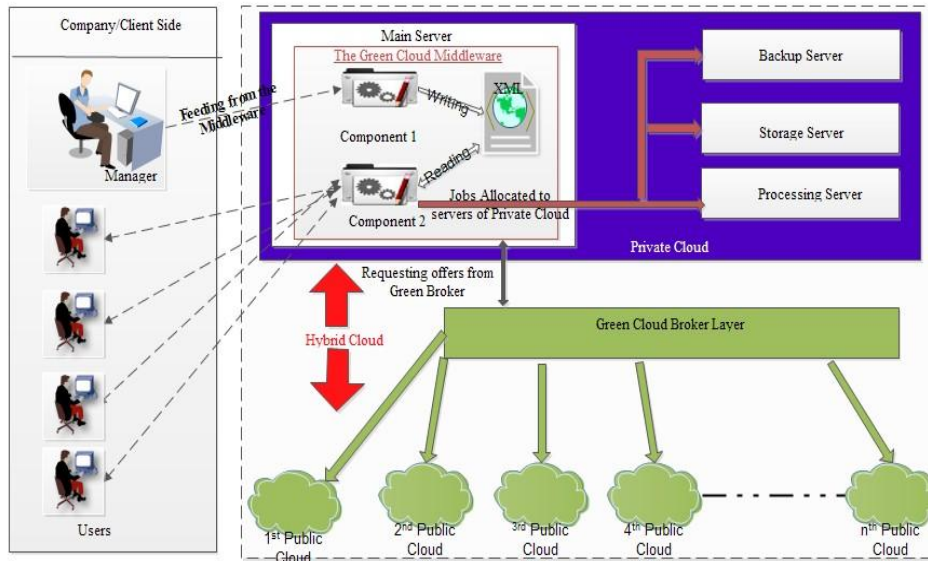 Company/Client Side
Manager
Users
Feeding from the
Middleware
Main Server
The Green Cloud Middleware
Component 1
Writing
XML
Reading
Component 2
Jobs Allocated to
servers of Private Cloud
Backup Server
Storage Server
Processing Server
Private Cloud
Requesting offers from
Green Broker
Hybrid Cloud
Green Cloud Broker Layer
1st Public
Cloud
2nd Public
Cloud
3rd Public
Cloud
4th Public
Cloud
nth Public
Cloud